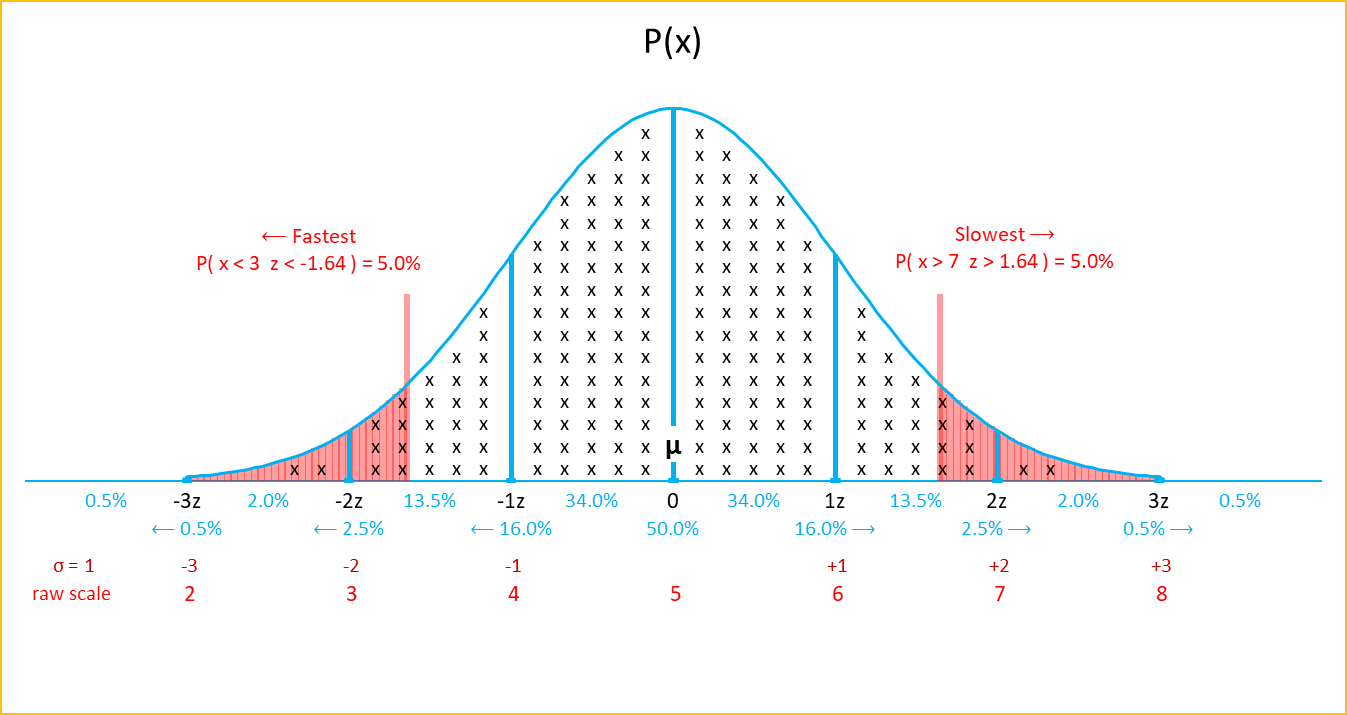 P(x)
⟵ Fastest
P( x < 3  z < -1.64 ) = 5.0%
Slowest ⟶
P( x > 7  z > 1.64 ) = 5.0%
x x
x x x x
x x x x x x
x x x x x x x x
x x x x x x x x
x x x x x x x x x x
x x x x x x x x x x
x x x x x x x x x x
x x x x x x x x x x x x
x x x x x x x x x x x x
x x x x x x x x x x x x x x
x x x x x x x x x x x x x x x x
x x x x x x x x x x x x x x x x x x
x x x x x x x x x x x x x x x x x x x x
x x x x x x x x x μ x x x x x x x x x
x x x x x x x x x x x x x x x x x x x x x x x x
0.5% -3z 2.0% -2z 13.5% -1z 34.0% 0 34.0% 1z 13.5% 2z 2.0% 3z 0.5%
⟵ 0.5% ⟵ 2.5% ⟵ 16.0% 50.0% 16.0% ⟶ 2.5% ⟶ 0.5% ⟶
σ = 1 -3 -2 -1 +1 +2 +3
raw scale 2 3 4 5 6 7 8